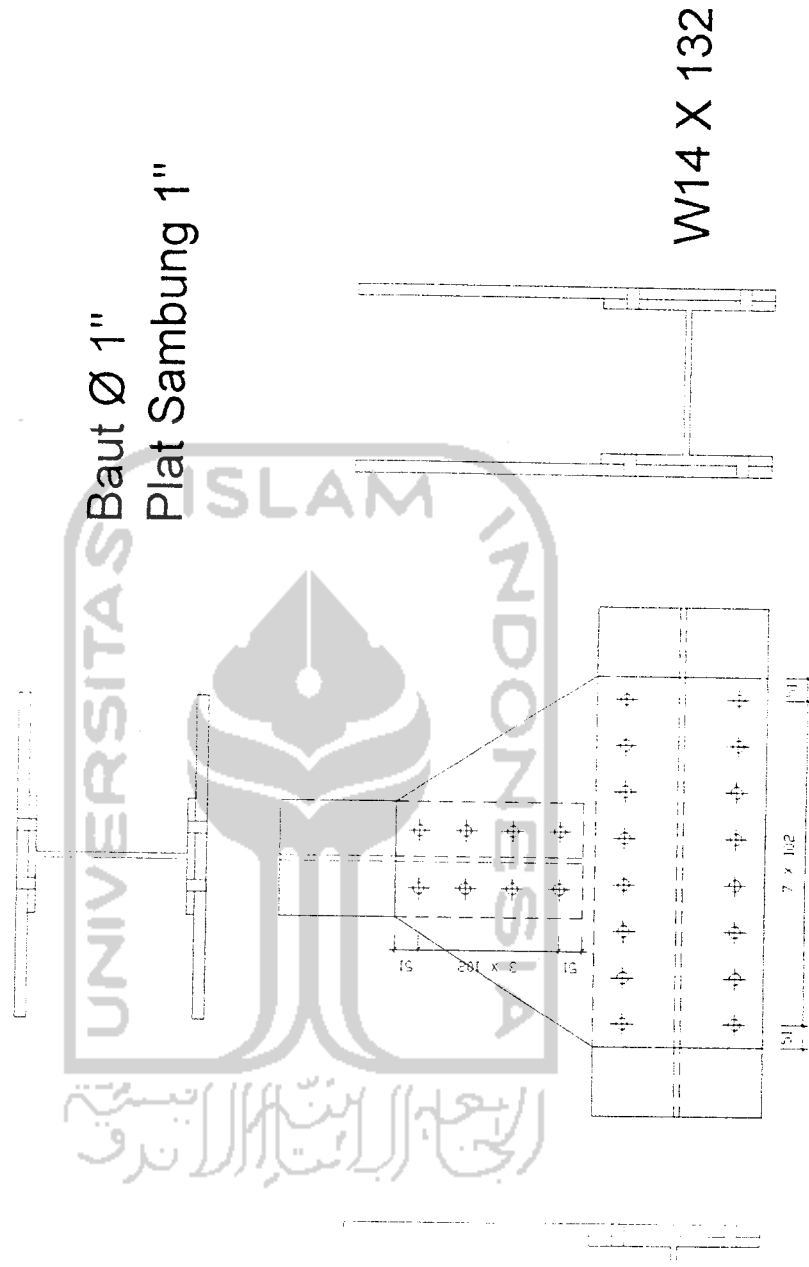 Baut Ø 1"
Plat Sambung 1"
W14 X 132
UNIVERSITAS
ISLAM
INDONESIA
51
3 x 102
51
51
7 x 102
51